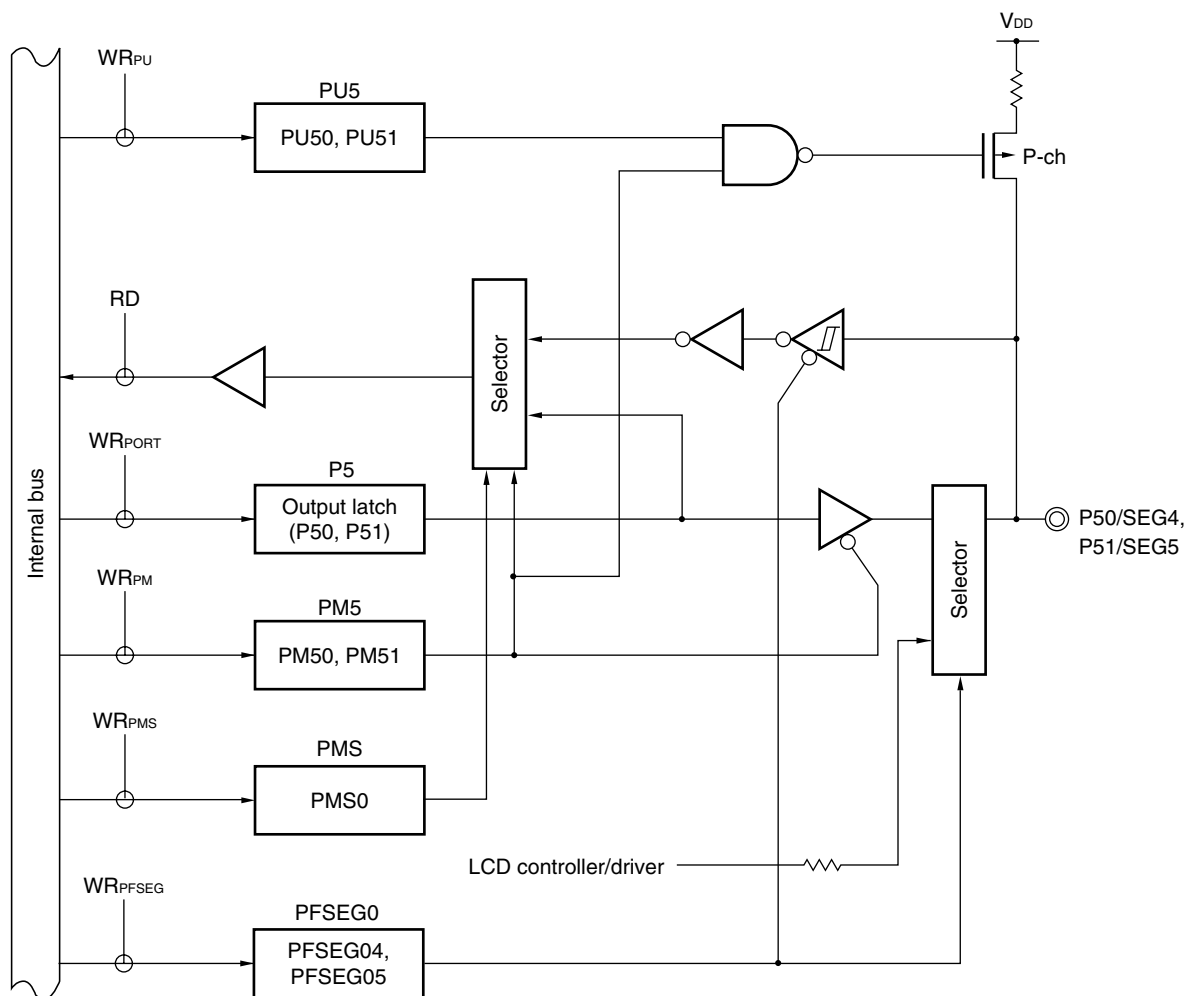 VDD
WRPU
PU5
PU50, PU51
P-ch
RD
Selector
WRPORT
P5
Output latch
(P50, P51)
P50/SEG4,
P51/SEG5
Selector
Internal bus
WRPM
PM5
PM50, PM51
WRPMS
PMS
PMS0
LCD controller/driver
WRPFSEG
PFSEG0
PFSEG04,
PFSEG05